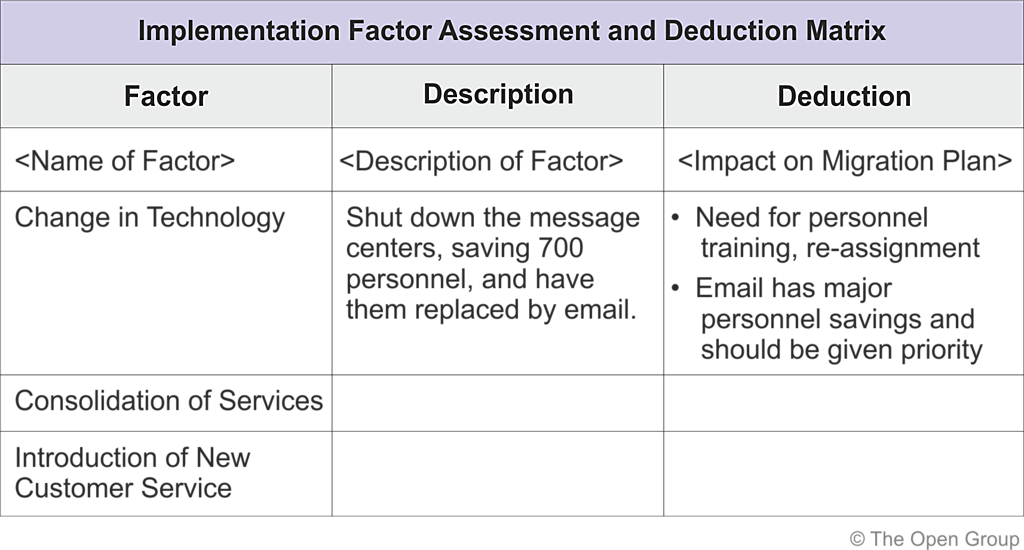 Implementation Factor Assessment and Deduction Matrix
Factor
Description
Deduction
<Name of Factor>
<Description of Factor>
<Impact on Migration Plan>
Change in Technology
Shut down the message
centers, saving 700
personnel, and have
them replaced by email.
• Need for personnel
training, re-assignment
• Email has major
personnel savings and
should be given priority
Consolidation of Services
Introduction of New
Customer Service
© The Open Group